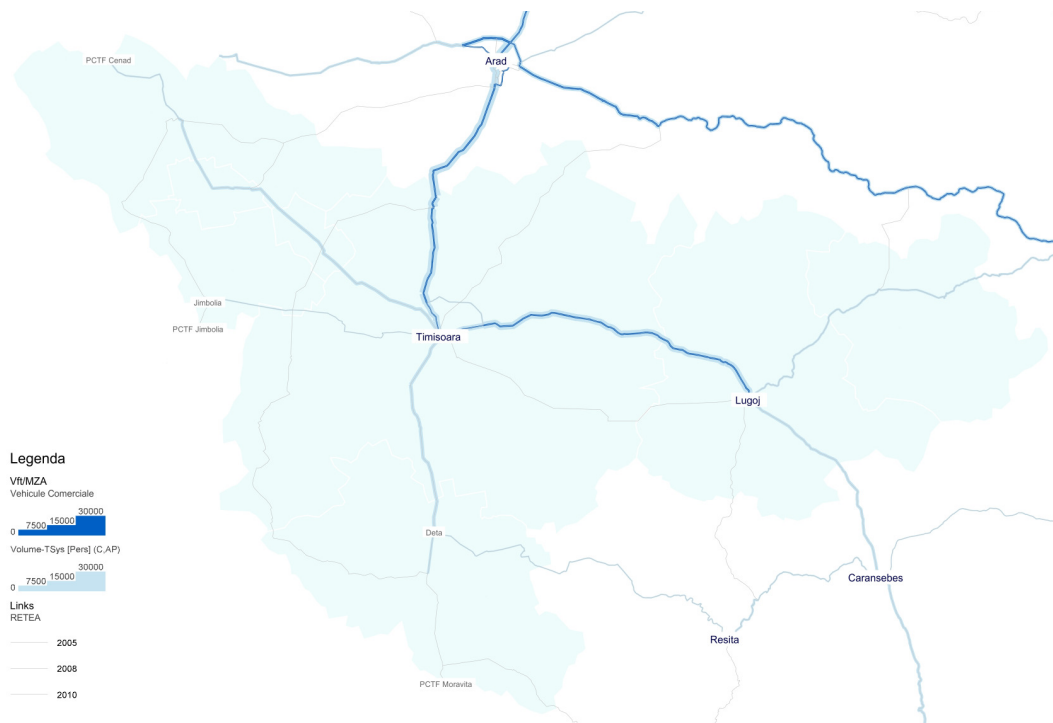 PCTF Cenad
Arad
Jimbolia
PCTF Jimbolia
Timisoara
Lugoj
Deta
Caransebes
Resita
PCTF Moravita
Legenda
Vft/MZA
Vehicule Comerciale
0 7500 15000 30000
Volume-TSys [Pers] (C,AP)
0 7500 15000 30000
Links
RETEA
2005
2008
2010